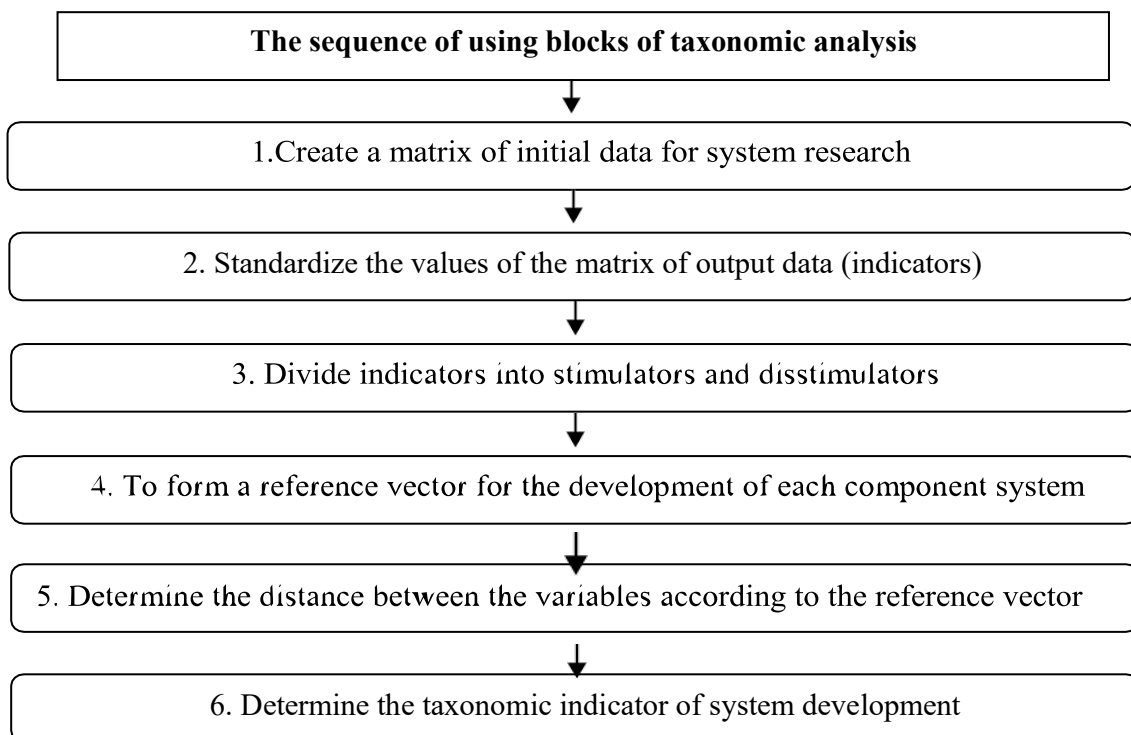 The sequence of using blocks of taxonomic analysis
1.Create a matrix of initial data for system research
2. Standardize the values of the matrix of output data (indicators)
3. Divide indicators into stimulators and disstimulators
4. To form a reference vector for the development of each component system
5. Determine the distance between the variables according to the reference vector
6. Determine the taxonomic indicator of system development